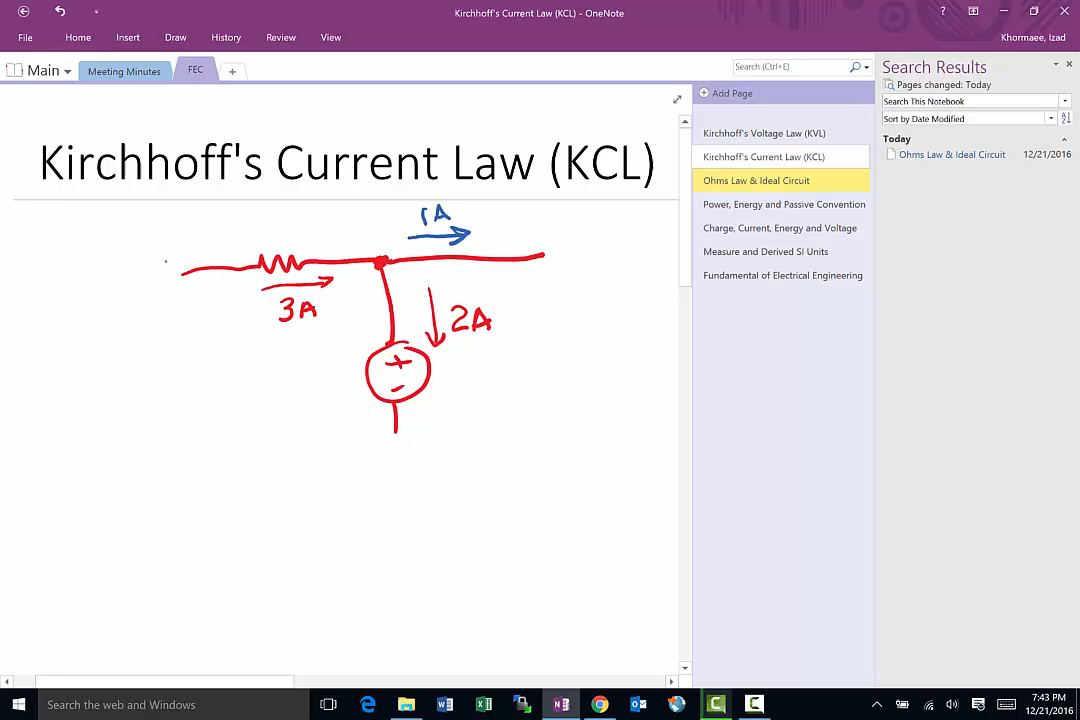 Kirchhoff's Current Law (KCL) - OneNote
?
File
Home
Insert
Draw
History
Review
View
Khormaee, Izad
Main
Meeting Minutes
FEC
+
Search (Ctrl+E)
Search Results
Pages changed: Today
Search This Notebook
Sort by Date Modified
Today
Ohms Law & Ideal Circuit
12/21/2016
Add Page
Kirchhoff's Voltage Law (KVL)
Kirchhoff's Current Law (KCL)
Ohms Law & Ideal Circuit
Power, Energy and Passive Convention
Charge, Current, Energy and Voltage
Measure and Derived SI Units
Fundamental of Electrical Engineering
Kirchhoff's Current Law (KCL)
1A
3A
2A
+
-
Search the web and Windows
7:43 PM
12/21/2016